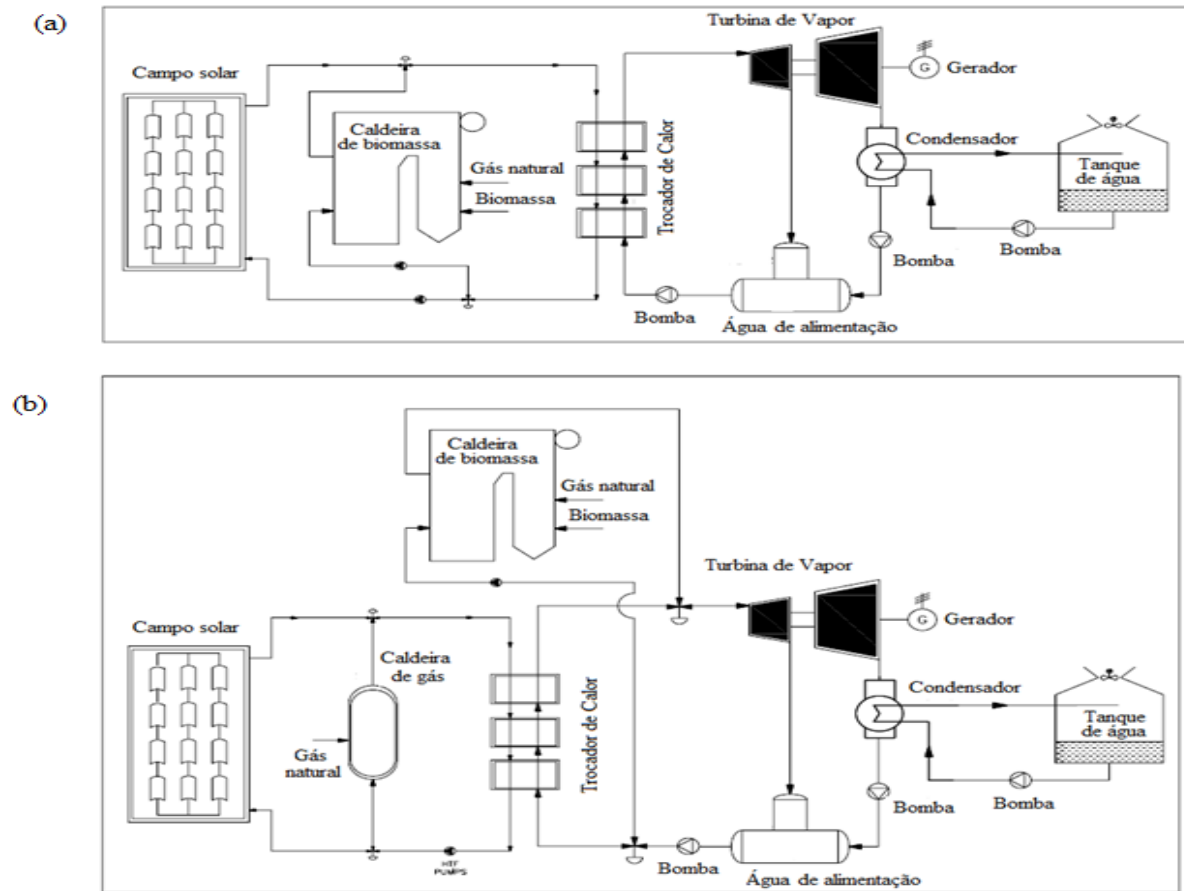 (a)
Turbina de Vapor
Campo solar
G
Gerador
Caldeira
de biomassa
Gás natural
Biomassa
Trocador de Calor
Condensador
Tanque
de água
Bomba
Bomba
Bomba
Água de alimentação
(b)
Caldeira
de biomassa
Gás natural
Biomassa
Turbina de Vapor
Campo solar
Caldeira
de gás
G
Gerador
Gás
natural
Trocador de Calor
Condensador
Tanque
de água
Bomba
Bomba
HTF
PUMPS
Bomba
Água de alimentação